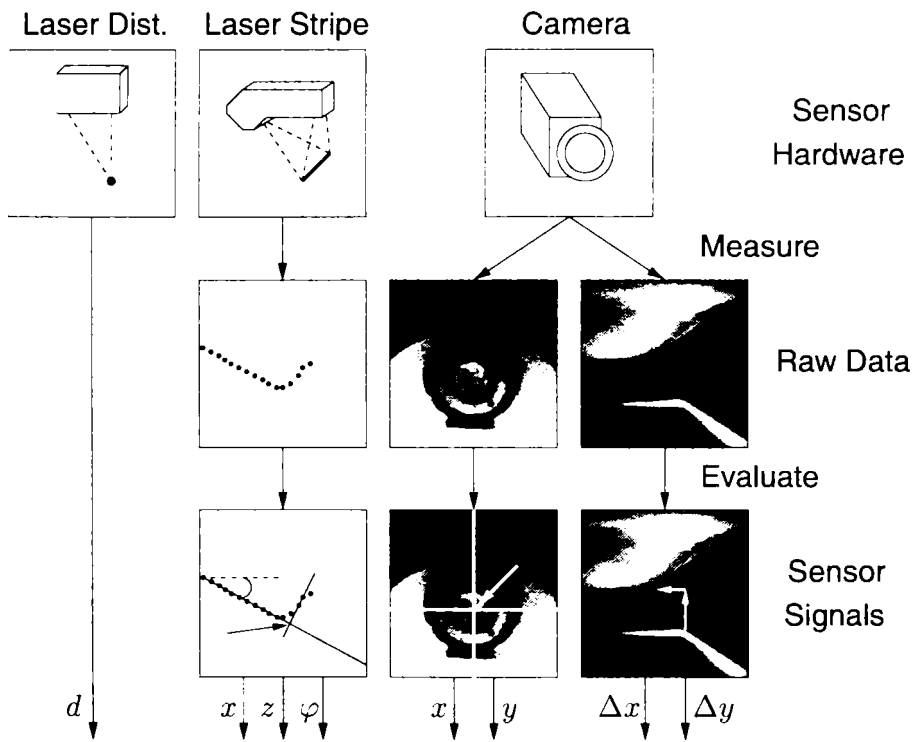 Laser Dist. Laser Stripe Camera
Sensor
Hardware
Measure
Raw Data
Evaluate
Sensor
Signals
d x z φ x y Δx Δy